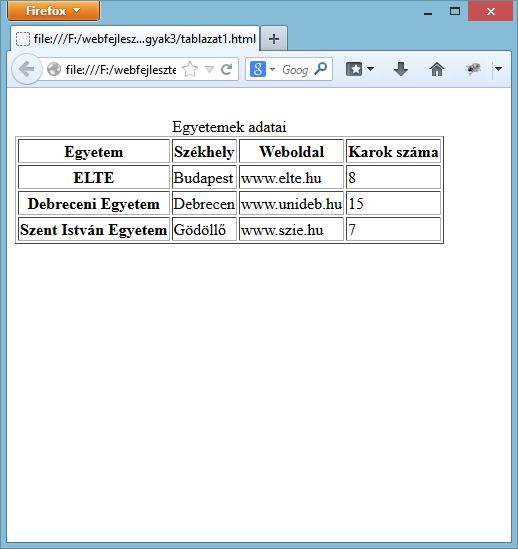 Firefox
file:///F:/webfejlesz...gyak3/tablazat1.html
file:///F:/webfejleszte
Goog
Egyetemek adatai
Egyetem Székhely Weboldal Karok száma
ELTE Budapest www.elte.hu 8
Debreceni Egyetem Debrecen www.unideb.hu 15
Szent István Egyetem Gödöllő www.szie.hu 7